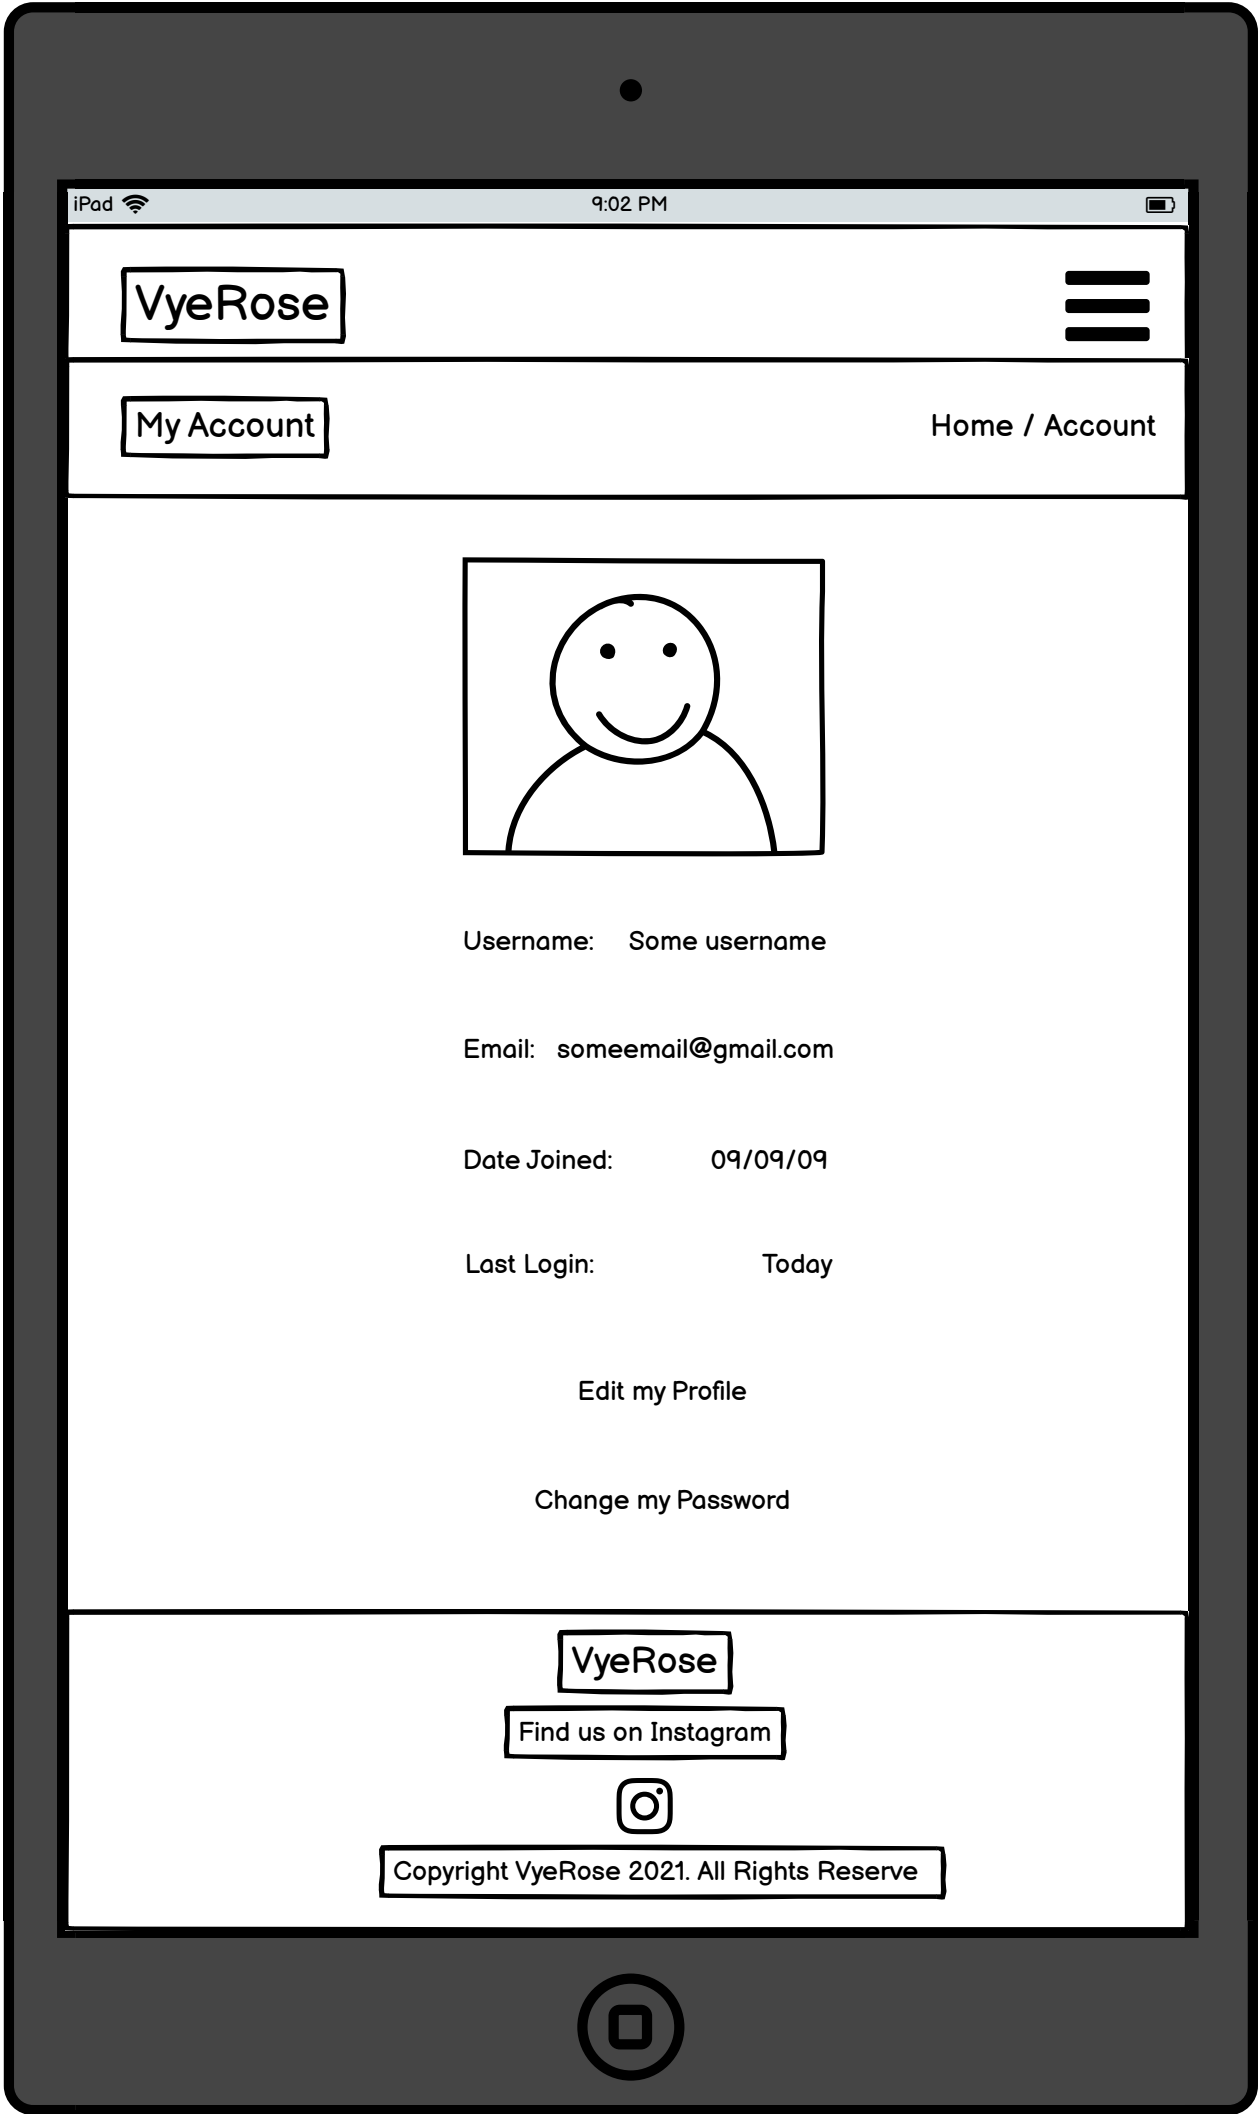 iPad 9:02 PM
VyeRose
My Account Home / Account
Username: Some username
Email: someemail@gmail.com
Date Joined: 09/09/09
Last Login: Today
Edit my Profile
Change my Password
VyeRose
Find us on Instagram
Copyright VyeRose 2021. All Rights Reserve